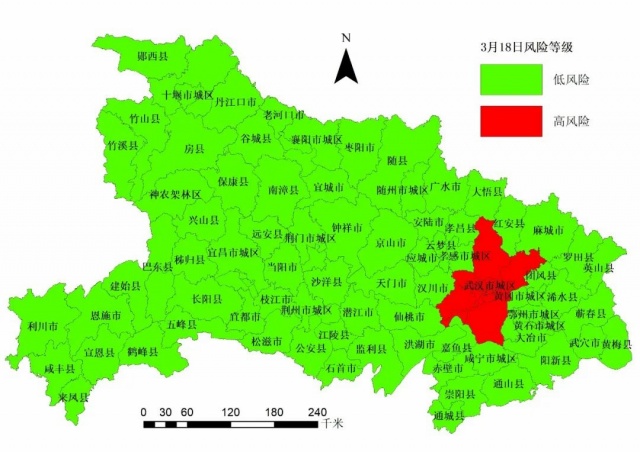 N
3月18日风险等级
低风险
高风险
郧西县
十堰市城区
丹江口市
老河口市
竹山县
竹溪县
房县
谷城县
襄阳市城区
枣阳市
随县
保康县
南漳县
宜城市
随州市城区
广水市
大悟县
神农架林区
兴山县
钟祥市
安陆市
孝昌县
红安县
麻城市
远安县
荆门市城区
京山市
云梦县
应城市
孝感市城区
罗田县
英山县
巴东县
秭归县
宜昌市城区
当阳市
沙洋县
天门市
汉川市
武汉市城区
团风县
浠水县
黄冈市城区
蕲春县
建始县
恩施市
利川市
长阳县
枝江市
宜都市
荆州市城区
潜江市
仙桃市
鄂州市城区
黄石市城区
大冶市
武穴市
黄梅县
五峰县
鹤峰县
宣恩县
咸丰县
来凤县
松滋市
公安县
江陵县
监利县
石首市
洪湖市
嘉鱼县
咸宁市城区
赤壁市
阳新县
通山县
崇阳县
通城县
0 30 60 120 180 240
千米